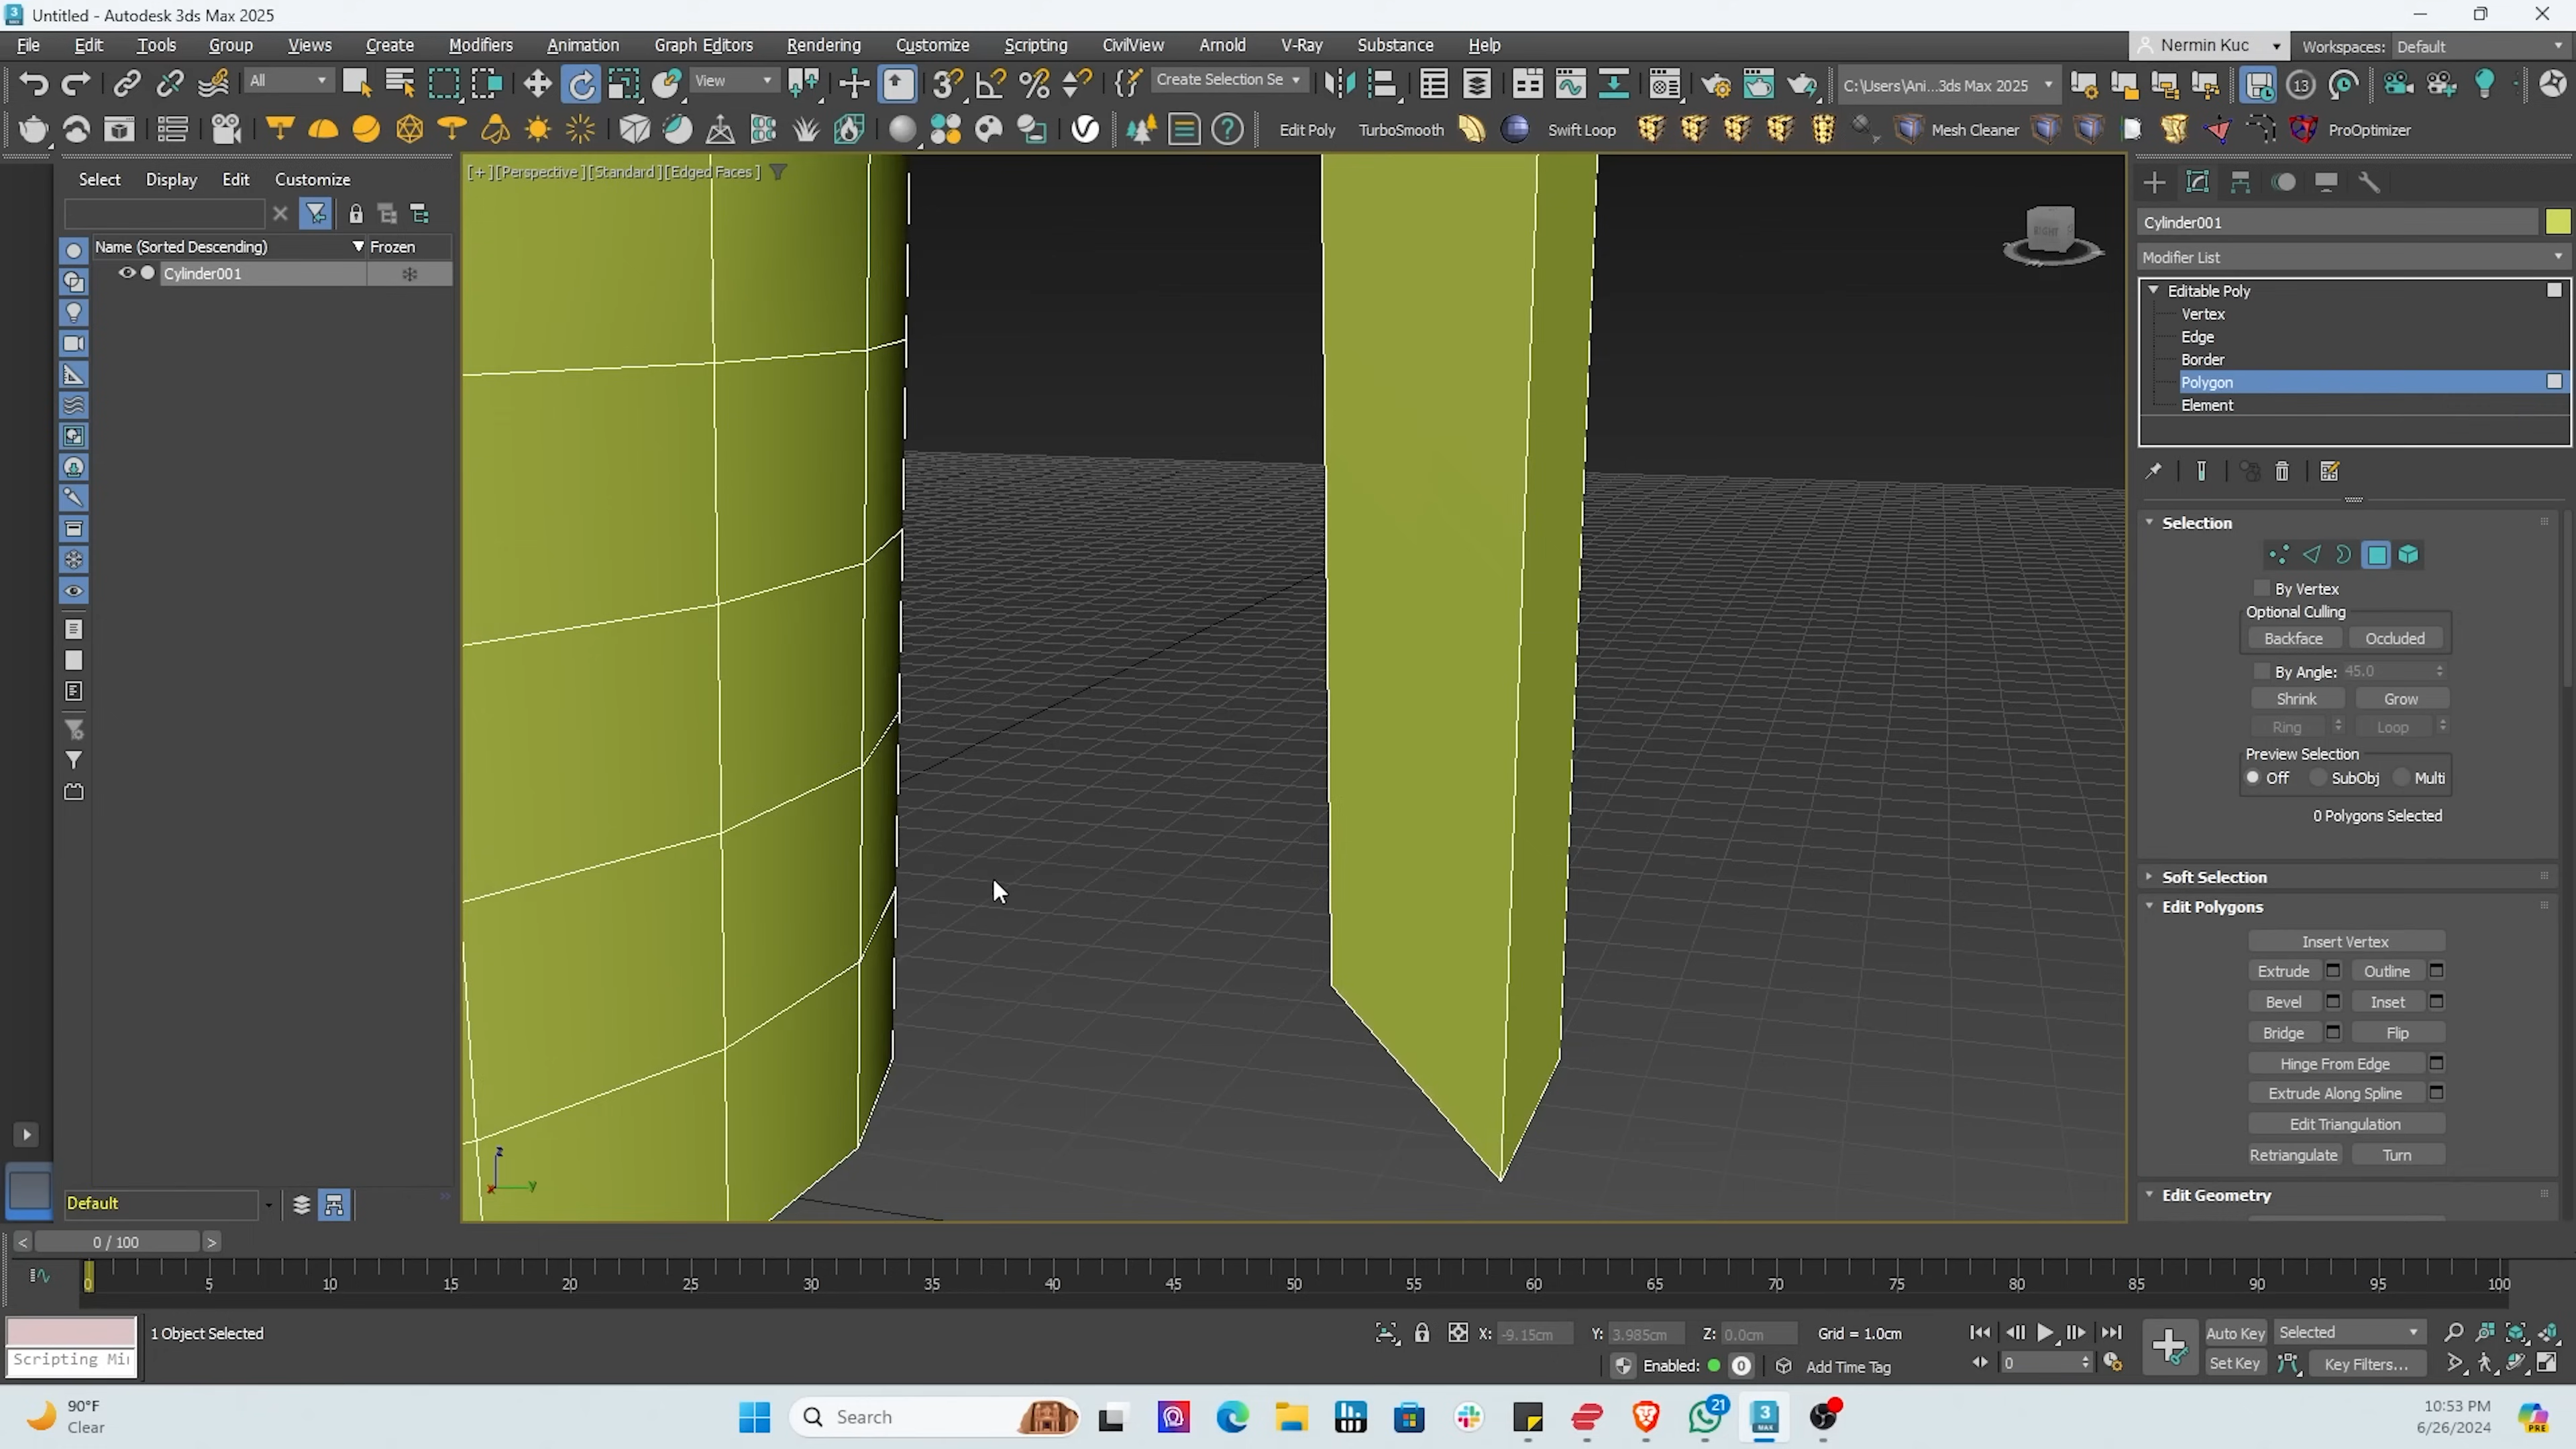 Untitled - Autodesk 3ds Max 2025
File Edit Tools Group Views Create Modifiers Animation Graph Editors Rendering Customize Scripting CivilView Arnold V-Ray Substance Help
Nermin Kuc Workspaces: Default
All View Create Selection Se C:\Users\Ani...3ds Max 2025 13
Edit Poly TurboSmooth Swift Loop Mesh Cleaner ProOptimizer
Select Display Edit Customize
[+][Perspective][Standard][Edged Faces]
Name (Sorted Descending) Frozen
Cylinder001
Cylinder001
Modifier List
Editable Poly
Vertex
Edge
Border
Polygon
Element
Selection
By Vertex
Optional Culling
Backface Occluded
By Angle: 45.0
Shrink Grow
Ring Loop
Preview Selection
Off SubObj Multi
0 Polygons Selected
Soft Selection
Edit Polygons
Insert Vertex
Extrude Outline
Bevel Inset
Bridge Flip
Hinge From Edge
Extrude Along Spline
Edit Triangulation
Retriangulate Turn
Edit Geometry
z
x y
Default
< 0 / 100 >
0 5 10 15 20 25 30 35 40 45 50 55 60 65 70 75 80 85 90 95 100
1 Object Selected X: -9.15cm Y: 3.985cm Z: 0.0cm Grid = 1.0cm Auto Key Selected
Scripting Mi Enabled: 0 Add Time Tag 0 Set Key Key Filters...
90°F
Clear
Search
21
3
MAX
PRE
10:53 PM
6/26/2024